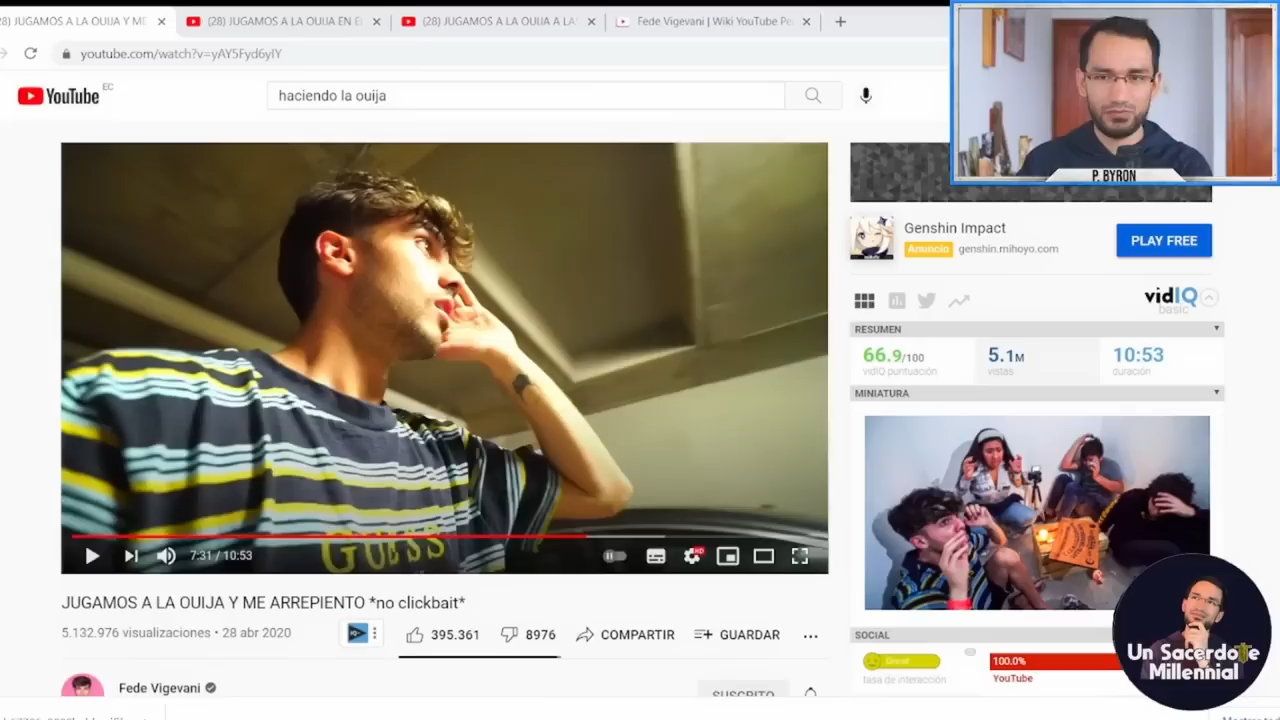 8) JUGAMOS A LA OUIJA Y ME
(28) JUGAMOS A LA OUIJA EN E
(28) JUGAMOS A LA OUIJA A LA
Fede Vigevani | Wiki YouTube Pe
youtube.com/watch?v=yAY5Fyd6yIY
YouTube EC
haciendo la ouija
P. BYRON
Genshin Impact
Anuncio genshin.mihoyo.com
PLAY FREE
vidIQ
basic
RESUMEN
66.9/100
vidIQ puntuación
5.1M
vistas
10:53
duración
MINIATURA
GUESS
7:31 / 10:53
HD
JUGAMOS A LA OUIJA Y ME ARREPIENTO *no clickbait*
5.132.976 visualizaciones • 28 abr 2020
395.361
8976
COMPARTIR
GUARDAR
SOCIAL
100.0%
YouTube
tasa de interacción
Un Sacerdote
Millennial
Fede Vigevani
SUSCRITO